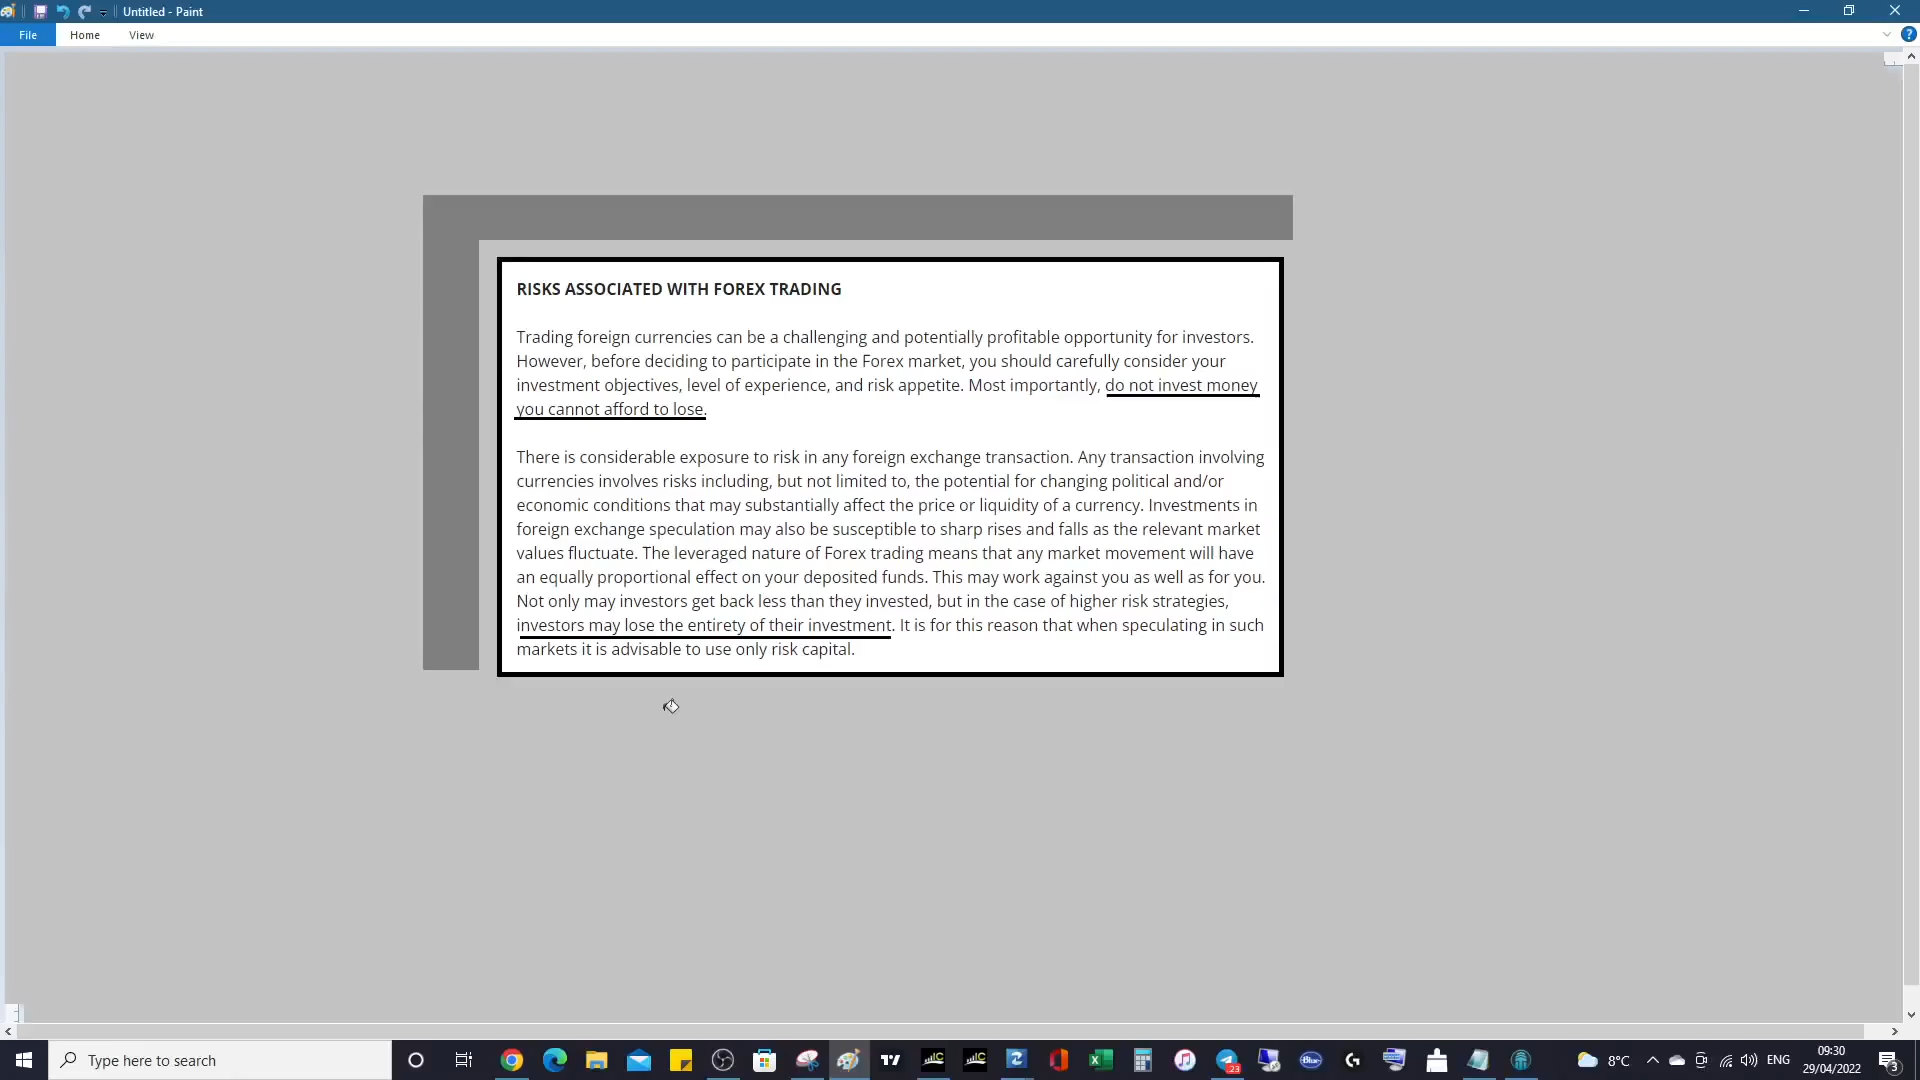 Untitled - Paint
File Home View
RISKS ASSOCIATED WITH FOREX TRADING
Trading foreign currencies can be a challenging and potentially profitable opportunity for investors.
However, before deciding to participate in the Forex market, you should carefully consider your
investment objectives, level of experience, and risk appetite. Most importantly, do not invest money
you cannot afford to lose.
There is considerable exposure to risk in any foreign exchange transaction. Any transaction involving
currencies involves risks including, but not limited to, the potential for changing political and/or
economic conditions that may substantially affect the price or liquidity of a currency. Investments in
foreign exchange speculation may also be susceptible to sharp rises and falls as the relevant market
values fluctuate. The leveraged nature of Forex trading means that any market movement will have
an equally proportional effect on your deposited funds. This may work against you as well as for you.
Not only may investors get back less than they invested, but in the case of higher risk strategies,
investors may lose the entirety of their investment. It is for this reason that when speculating in such
markets it is advisable to use only risk capital.
Type here to search
23
Blue
8°C
ENG
09:30
29/04/2022
3